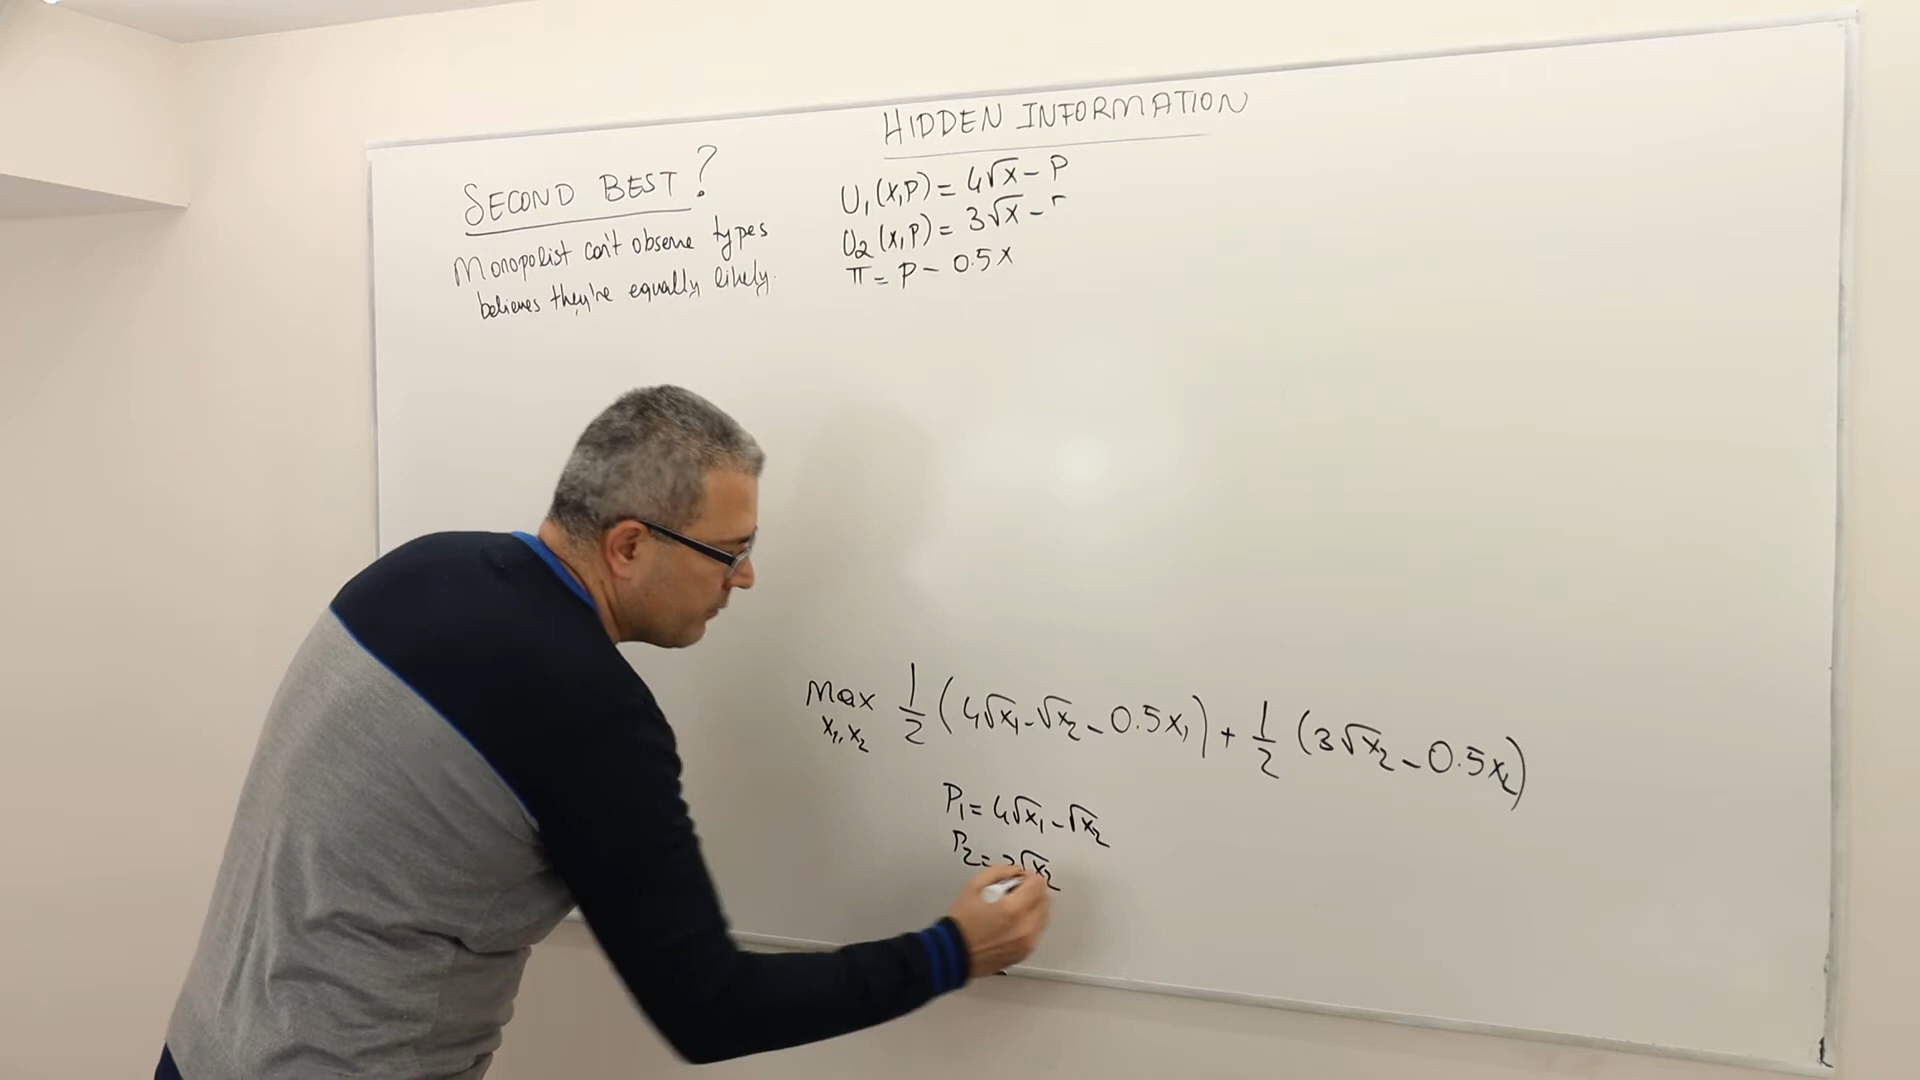 HIDDEN INFORMATION
SECOND BEST?
Monopolist can't observe types
believes they're equally likely.
U₁(x,p) = 4√x - P
U₂(x,p) = 3√x -
π = P - 0.5x
Max x₁, x₂ 1/2 (4√x₁ - √x₂ - 0.5x₁) + 1/2 (3√x₂ - 0.5x₂)
P₁ = 4√x₁ - √x₂
P₂ = 3√x₂